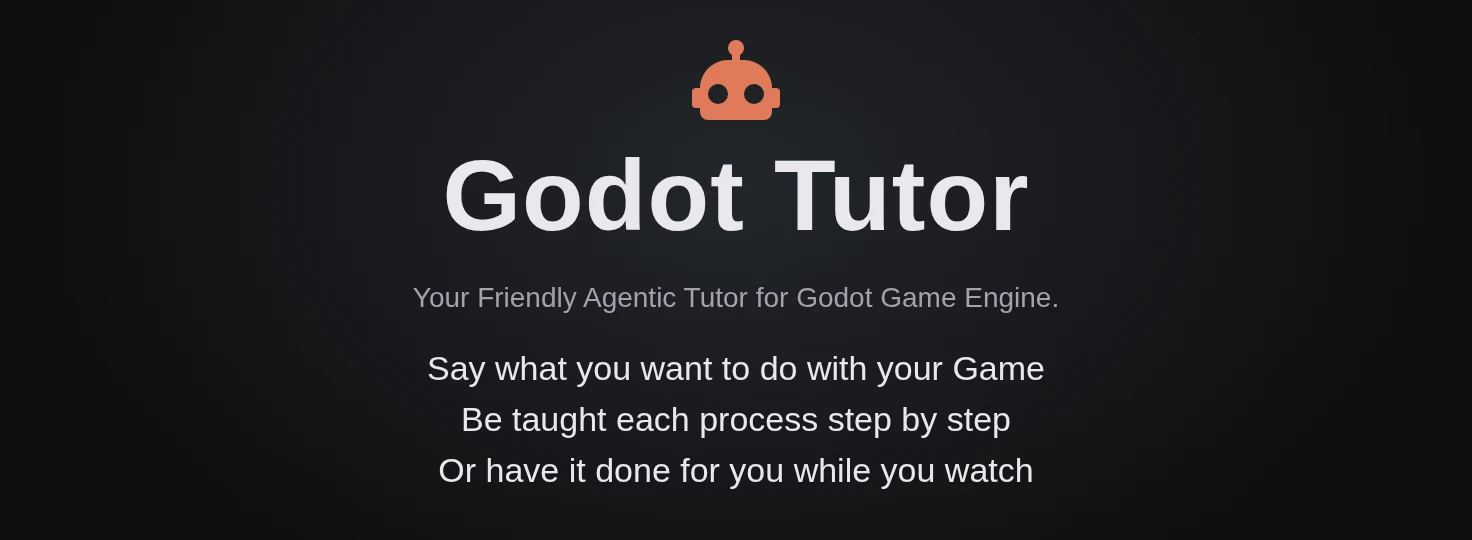 Godot Tutor
Your Friendly Agentic Tutor for Godot Game Engine.
Say what you want to do with your Game
Be taught each process step by step
Or have it done for you while you watch